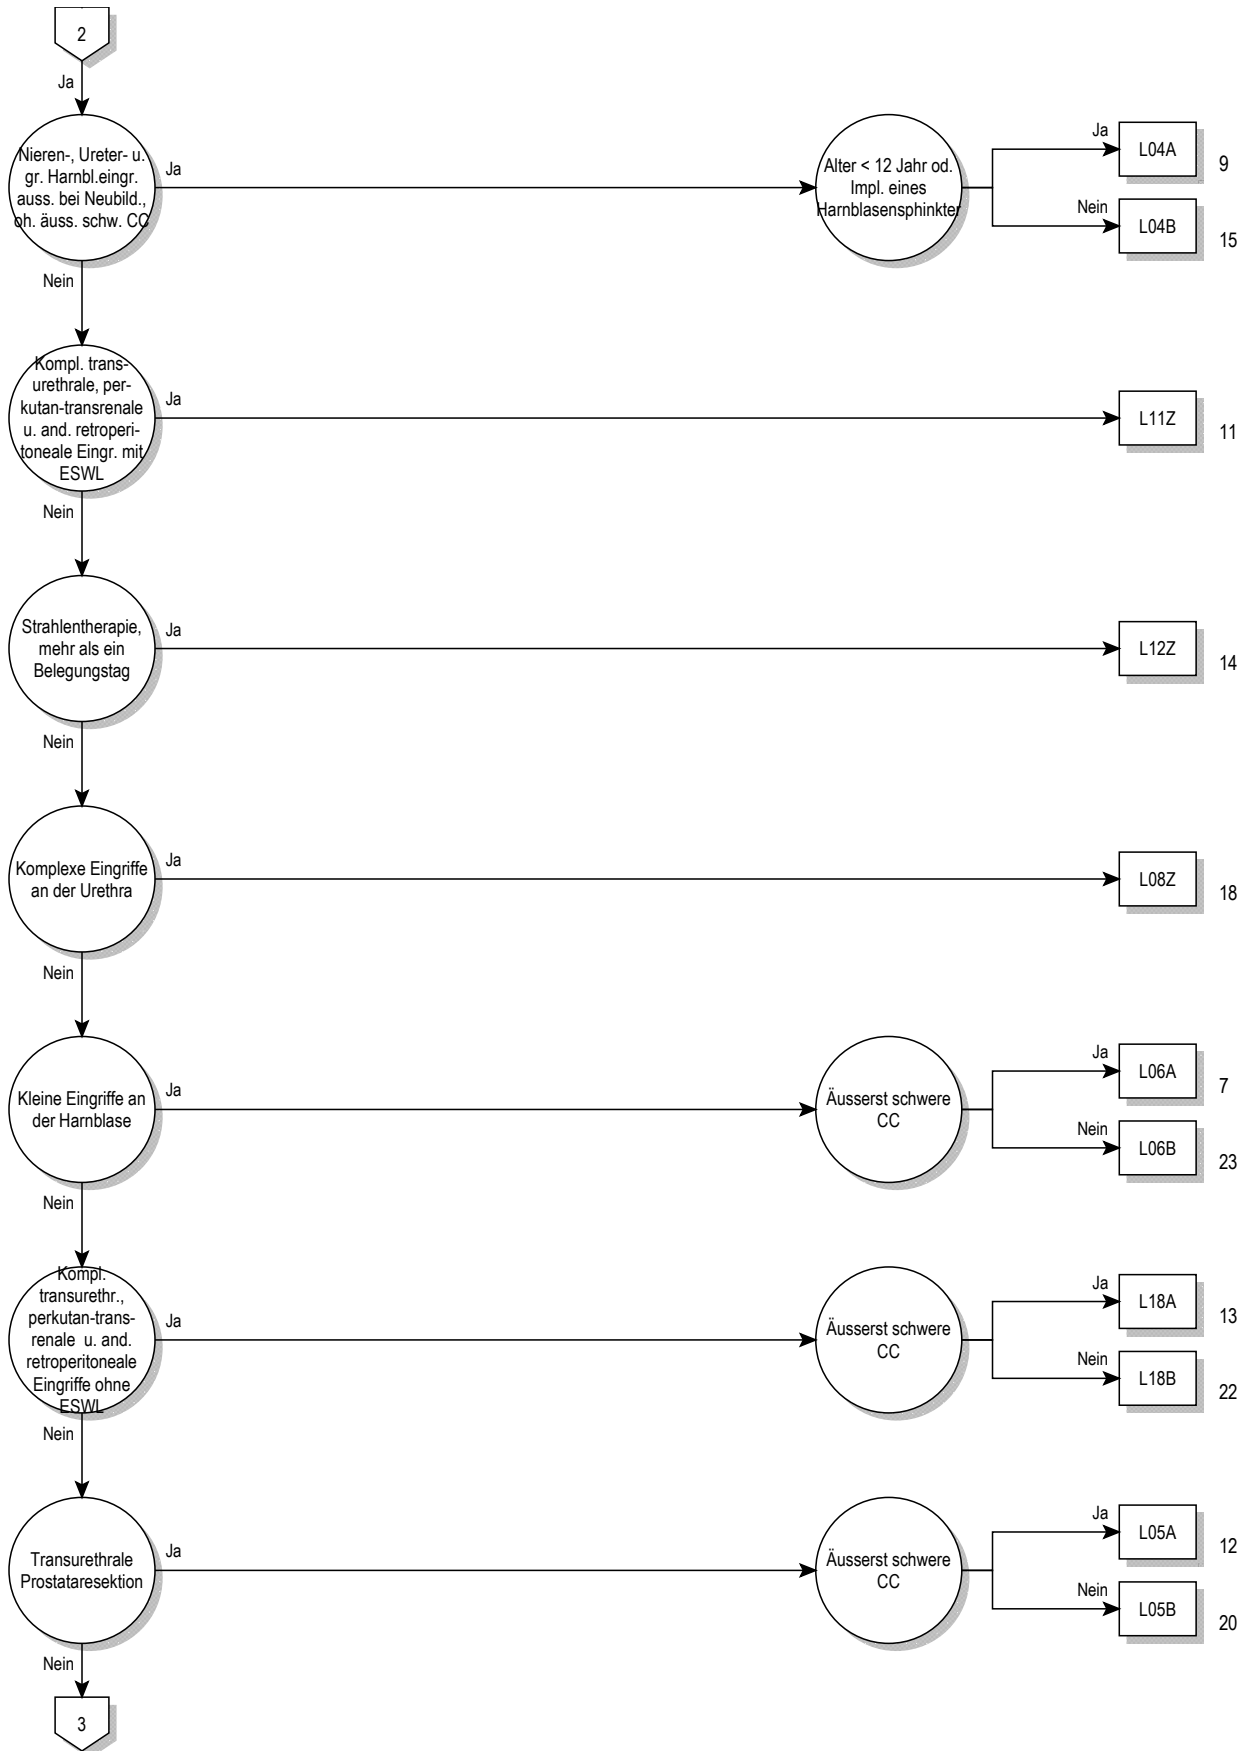 2
Ja
Nieren-, Ureter- u.
gr. Harnbl.eingr.
auss. bei Neubild.,
oh. äuss. schw. CC
Ja
Alter < 12 Jahr od.
Impl. eines
Harnblasensphinkter
Ja
L04A
9
Nein
L04B
15
Nein
Kompl. trans-
urethrale, per-
kutan-transrenale
u. and. retroperi-
toneale Eingr. mit
ESWL
Ja
L11Z
11
Nein
Strahlentherapie,
mehr als ein
Belegungstag
Ja
L12Z
14
Nein
Komplexe Eingriffe
an der Urethra
Ja
L08Z
18
Nein
Kleine Eingriffe an
der Harnblase
Ja
Äusserst schwere
CC
Ja
L06A
7
Nein
L06B
23
Nein
Kompl.
transurethr.,
perkutan-trans-
renale u. and.
retroperitoneale
Eingriffe ohne
ESWL
Ja
Äusserst schwere
CC
Ja
L18A
13
Nein
L18B
22
Nein
Transurethrale
Prostataresektion
Ja
Äusserst schwere
CC
Ja
L05A
12
Nein
L05B
20
Nein
3